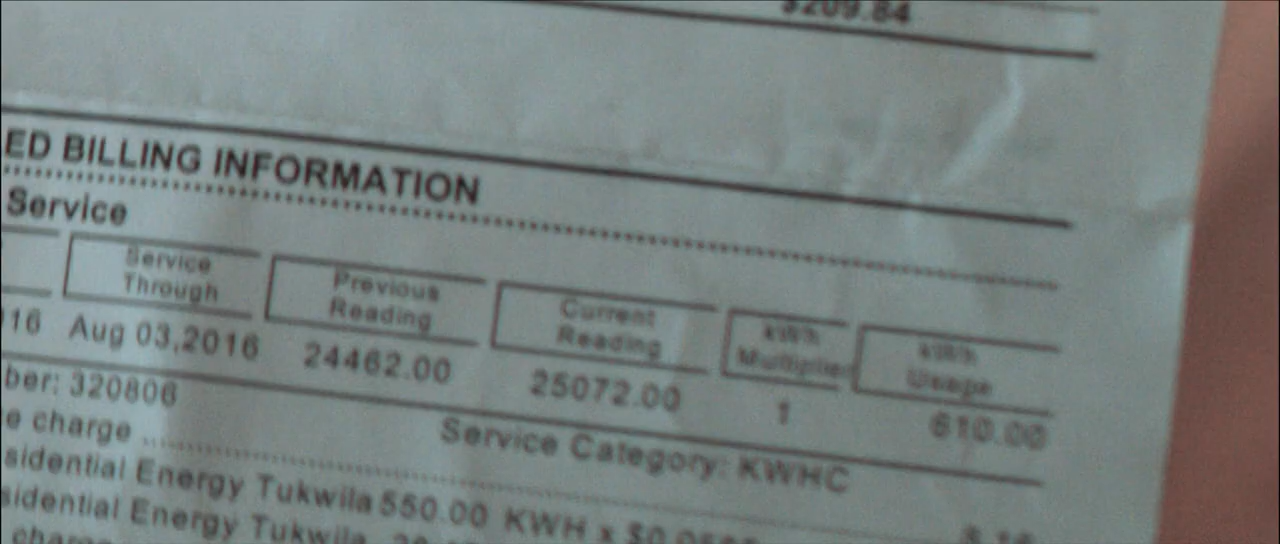 $209.84
ED BILLING INFORMATION
Service
Service Through
Previous Reading
Current Reading
kWh Multiplier
kWh Usage
16 Aug 03,2016 24462.00 25072.00 1 610.00
ber: 320806 Service Category: KWHC
e charge
sidential Energy Tukwila 550.00 KWH x
sidential Energy Tukwila
charge